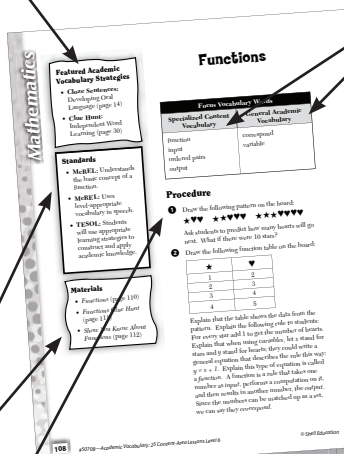 Mathematics
Functions
Featured Academic
Vocabulary Strategies
• Cloze Sentences:
Developing Oral
Language (page 14)
• Clue Hunt:
Independent Word
Learning (page 30)
Standards
• McREL: Understands
the basic concept of a
function.
• McREL: Uses
level-appropriate
vocabulary in speech.
• TESOL: Students
will use appropriate
learning strategies to
construct and apply
academic knowledge.
Materials
• Functions (page 110)
• Functions Clue Hunt
(page 111)
• Show You Know About
Functions (page 112)
Focus Vocabulary Words
Specialized Content
Vocabulary
General Academic
Vocabulary
function
input
ordered pairs
output
correspond
variable
Procedure
1 Draw the following pattern on the board:
★♥♥ ★★♥♥♥ ★★★♥♥♥♥
Ask students to predict how many hearts will go
next. What if there were 10 stars?
2 Draw the following function table on the board:
★ ♥
1 2
2 3
3 4
4 5
Explain that the table shows the data from the
pattern. Explain the following rule to students:
For every star add 1 to get the number of hearts.
Explain that when using variables, let x stand for
stars and y stand for hearts; they could write a
general equation that describes the rule this way:
y = x + 1. Explain this type of equation is called
a function. A function is a rule that takes one
number as input, performs a computation on it,
and then results in another number, the output.
Since the numbers can be matched up as a set,
we can say they correspond.
108
#50708—Academic Vocabulary: 25 Content-Area Lessons Level 6
© Shell Education